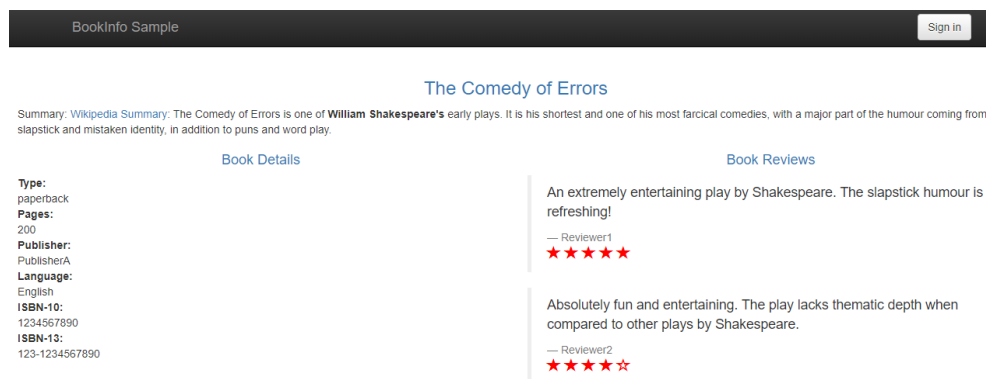 BookInfo Sample
Sign in
The Comedy of Errors
Summary: Wikipedia Summary: The Comedy of Errors is one of William Shakespeare's early plays. It is his shortest and one of his most farcical comedies, with a major part of the humour coming from
slapstick and mistaken identity, in addition to puns and word play.
Book Details
Type:
paperback
Pages:
200
Publisher:
PublisherA
Language:
English
ISBN-10:
1234567890
ISBN-13:
123-1234567890
Book Reviews
An extremely entertaining play by Shakespeare. The slapstick humour is
refreshing!
— Reviewer1
Absolutely fun and entertaining. The play lacks thematic depth when
compared to other plays by Shakespeare.
— Reviewer2